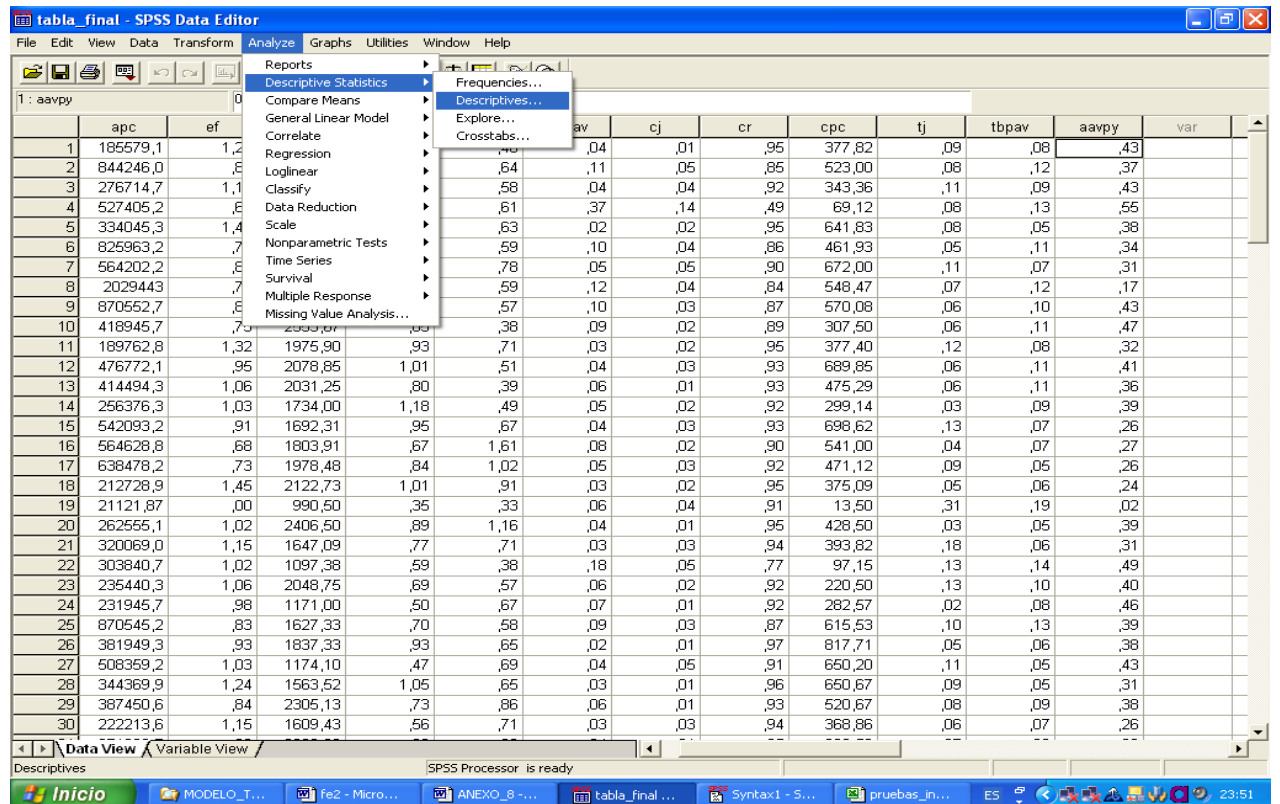 tabla_final - SPSS Data Editor
File Edit View Data Transform Analyze Graphs Utilities Window Help
Reports
Descriptive Statistics
Compare Means
General Linear Model
Correlate
Regression
Loglinear
Classify
Data Reduction
Scale
Nonparametric Tests
Time Series
Survival
Multiple Response
Missing Value Analysis...
Frequencies...
Descriptives...
Explore...
Crosstabs...
1 : aavpy
apc ef av cj cr cpc tj tbpav aavpy var
1 185579,1 1,2 ,04 ,01 ,95 377,82 ,09 ,08 ,43
2 844246,0 ,64 ,11 ,05 ,85 523,00 ,08 ,12 ,37
3 276714,7 1,1 ,58 ,04 ,04 ,92 343,36 ,11 ,09 ,43
4 527405,2 ,61 ,37 ,14 ,49 69,12 ,08 ,13 ,55
5 334045,3 1,4 ,63 ,02 ,02 ,95 641,83 ,08 ,05 ,38
6 825963,2 ,7 ,59 ,10 ,04 ,86 461,93 ,05 ,11 ,34
7 564202,2 ,78 ,05 ,05 ,90 672,00 ,11 ,07 ,31
8 2029443 ,7 ,59 ,12 ,04 ,84 548,47 ,07 ,12 ,17
9 870552,7 ,57 ,10 ,03 ,87 570,08 ,06 ,10 ,43
10 418945,7 ,38 ,09 ,02 ,89 307,50 ,06 ,11 ,47
11 189762,8 1,32 1975,90 ,93 ,71 ,03 ,02 ,95 377,40 ,12 ,08 ,32
12 476772,1 ,95 2078,85 1,01 ,51 ,04 ,03 ,93 689,85 ,06 ,11 ,41
13 414494,3 1,06 2031,25 ,80 ,39 ,06 ,01 ,93 475,29 ,06 ,11 ,36
14 256376,3 1,03 1734,00 1,18 ,49 ,05 ,02 ,92 299,14 ,03 ,09 ,39
15 542093,2 ,91 1692,31 ,95 ,67 ,04 ,03 ,93 698,62 ,13 ,07 ,26
16 564628,8 ,68 1803,91 ,67 1,61 ,08 ,02 ,90 541,00 ,04 ,07 ,27
17 638478,2 ,73 1978,48 ,84 1,02 ,05 ,03 ,92 471,12 ,09 ,05 ,26
18 212728,9 1,45 2122,73 1,01 ,91 ,03 ,02 ,95 375,09 ,05 ,06 ,24
19 21121,87 ,00 990,50 ,35 ,33 ,06 ,04 ,91 13,50 ,31 ,19 ,02
20 262555,1 1,02 2406,50 ,89 1,16 ,04 ,01 ,95 428,50 ,03 ,05 ,39
21 320069,0 1,15 1647,09 ,77 ,71 ,03 ,03 ,94 393,82 ,18 ,06 ,31
22 303840,7 1,02 1097,38 ,59 ,38 ,18 ,05 ,77 97,15 ,13 ,14 ,49
23 235440,3 1,06 2048,75 ,69 ,57 ,06 ,02 ,92 220,50 ,13 ,10 ,40
24 231945,7 ,98 1171,00 ,50 ,67 ,07 ,01 ,92 282,57 ,02 ,08 ,46
25 870545,2 ,83 1627,33 ,70 ,58 ,09 ,03 ,87 615,53 ,10 ,13 ,39
26 381949,3 ,93 1837,33 ,93 ,65 ,02 ,01 ,97 817,71 ,05 ,06 ,38
27 508359,2 1,03 1174,10 ,47 ,69 ,04 ,05 ,91 650,20 ,11 ,05 ,43
28 344369,9 1,24 1563,52 1,05 ,65 ,03 ,01 ,96 650,67 ,09 ,05 ,31
29 387450,6 ,84 2305,13 ,73 ,86 ,06 ,01 ,93 520,67 ,08 ,09 ,38
30 222213,6 1,15 1609,43 ,56 ,71 ,03 ,03 ,94 368,86 ,06 ,07 ,26
Data View Variable View
Descriptives SPSS Processor is ready
Inicio MODELO_T... fe2 - Micro... ANEXO_8 -... tabla_final ... Syntax1 - S... pruebas_in... ES 23:51